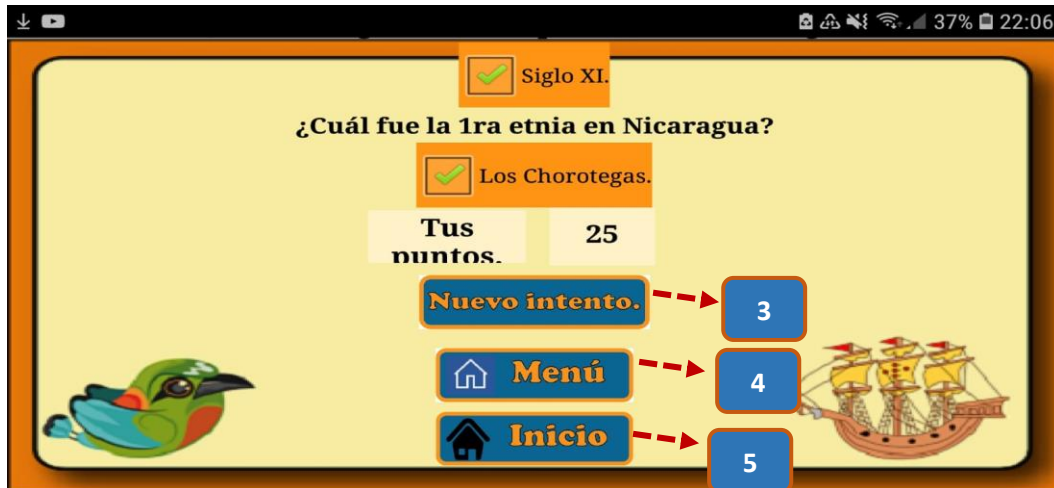 37% 22:06
Siglo XI.
¿Cuál fue la 1ra etnia en Nicaragua?
Los Chorotegas.
Tus puntos.
25
Nuevo intento.
3
Menú
4
Inicio
5